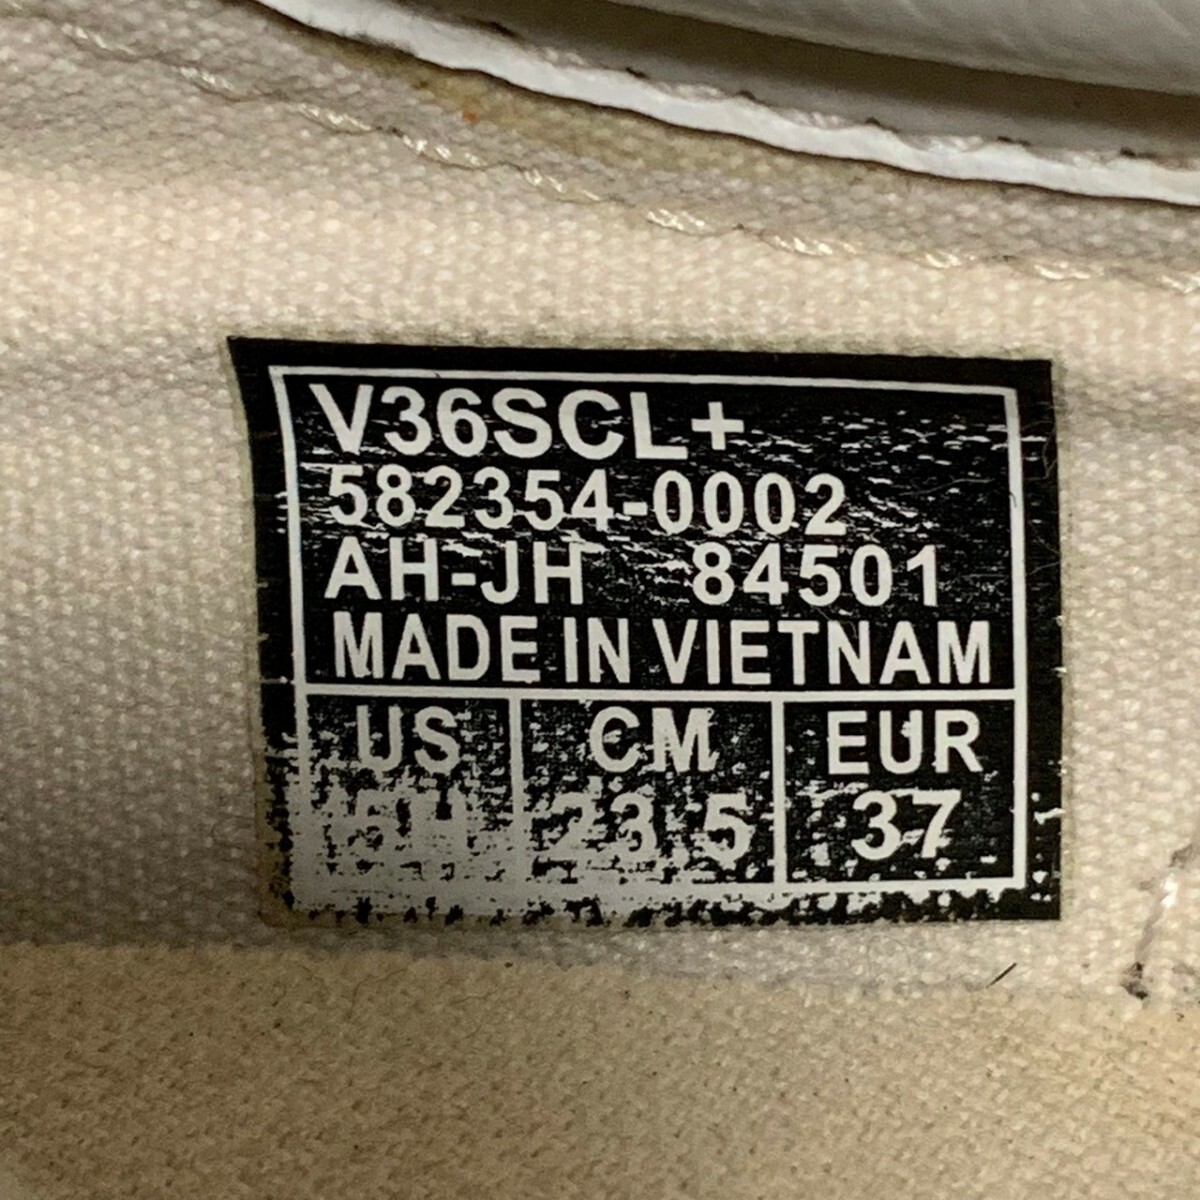 V36SCL+
582354-0002
AH-JH 84501
MADE IN VIETNAM
US CM EUR
23.5 37